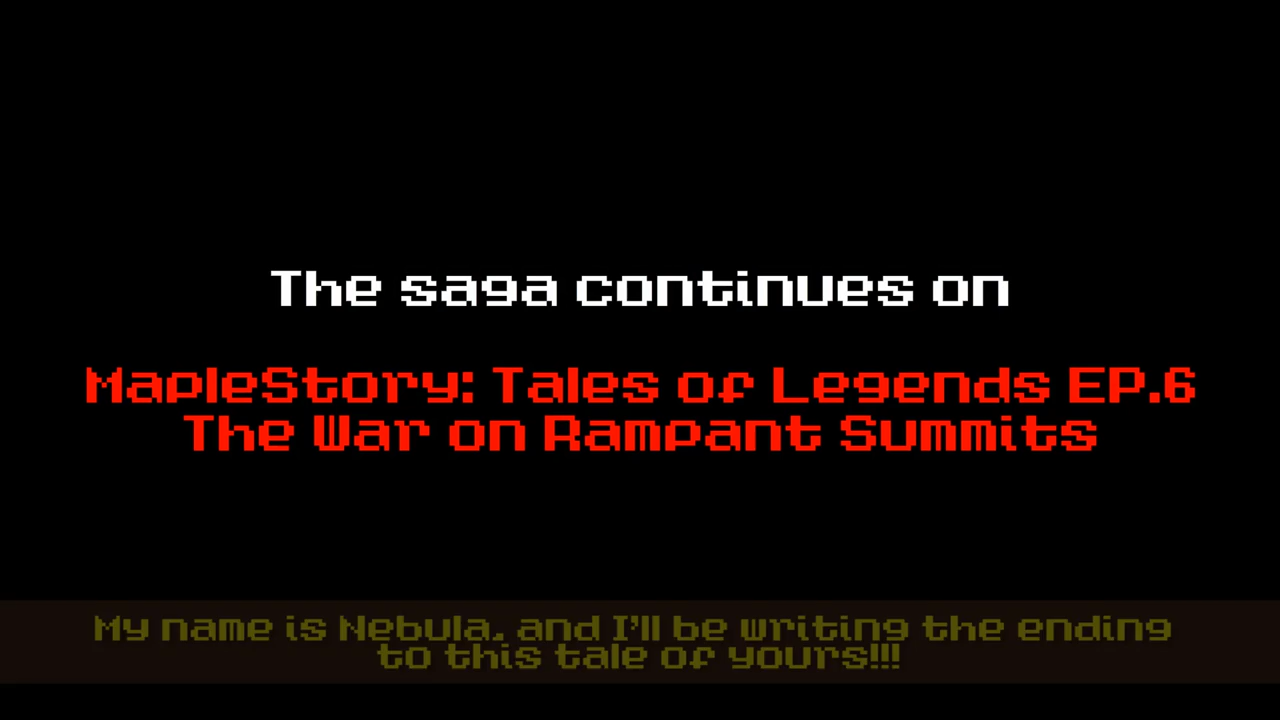 The saga continues on
MapleStory: Tales of Legends EP.6
The War on Rampant Summits
My name is Nebula, and I'll be writing the ending
to this tale of yours!!!